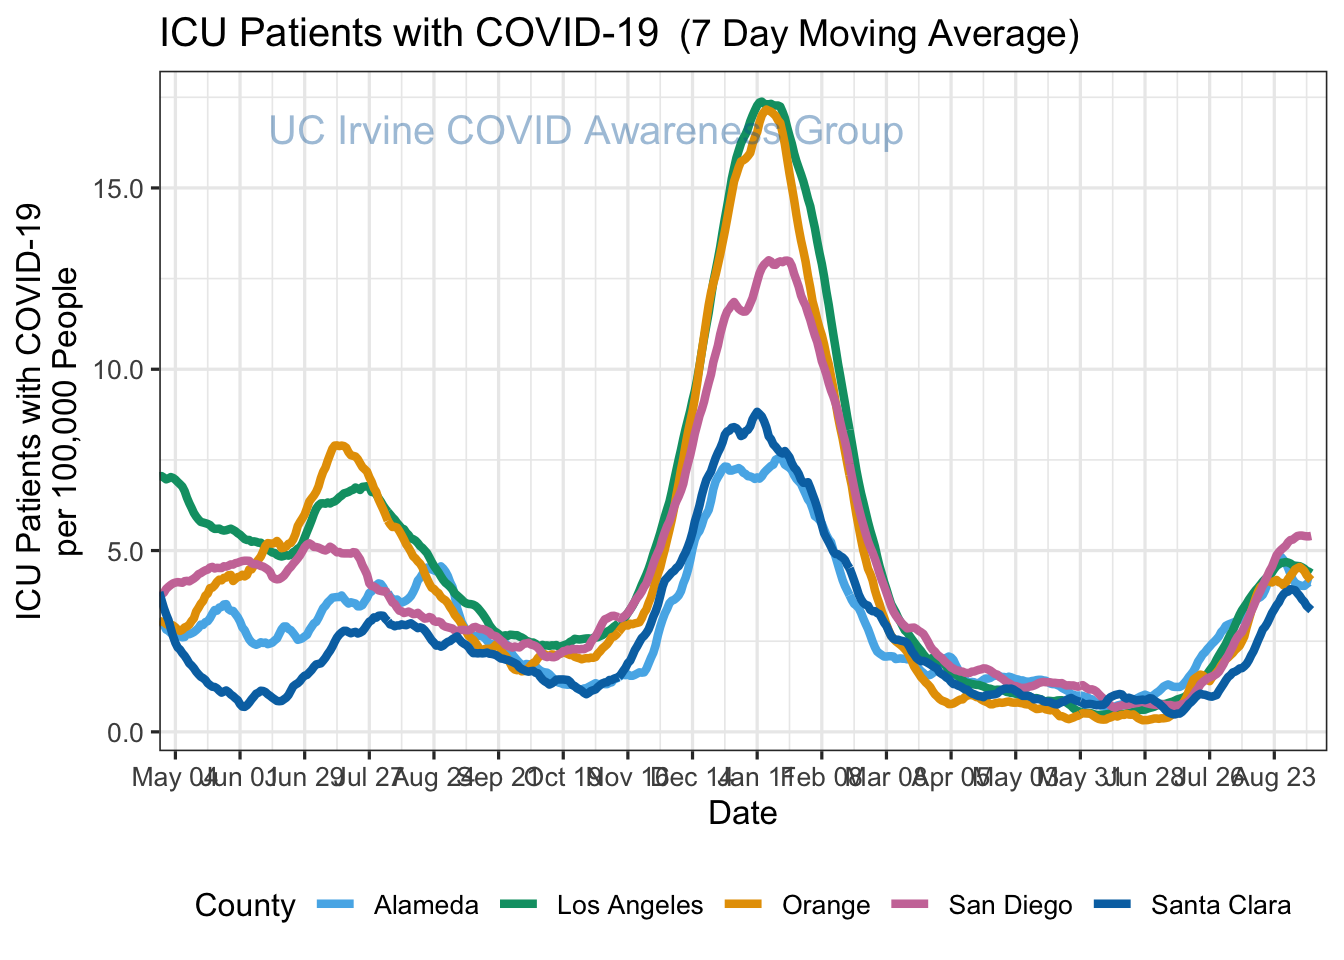 ICU Patients with COVID-19 (7 Day Moving Average)
UC Irvine COVID Awareness Group
ICU Patients with COVID-19
per 100,000 People
15.0
10.0
5.0
0.0
May 04 Jun 01 Jun 29 Jul 27 Aug 24 Sep 21 Oct 19 Nov 16 Dec 14 Jan 11 Feb 08 Mar 08 Apr 05 May 03 May 31 Jun 28 Jul 26 Aug 23
Date
County Alameda Los Angeles Orange San Diego Santa Clara